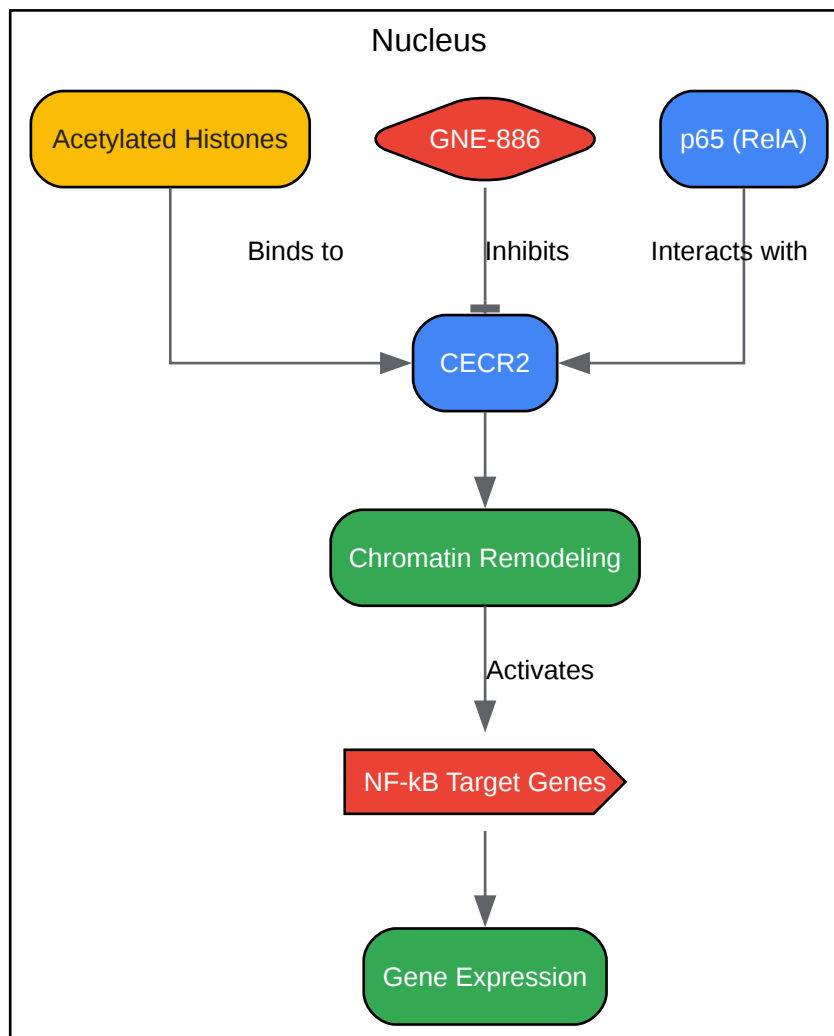 Nucleus
Acetylated Histones
GNE-886
p65 (RelA)
Binds to
Inhibits
Interacts with
CECR2
Chromatin Remodeling
Activates
NF-kB Target Genes
Gene Expression